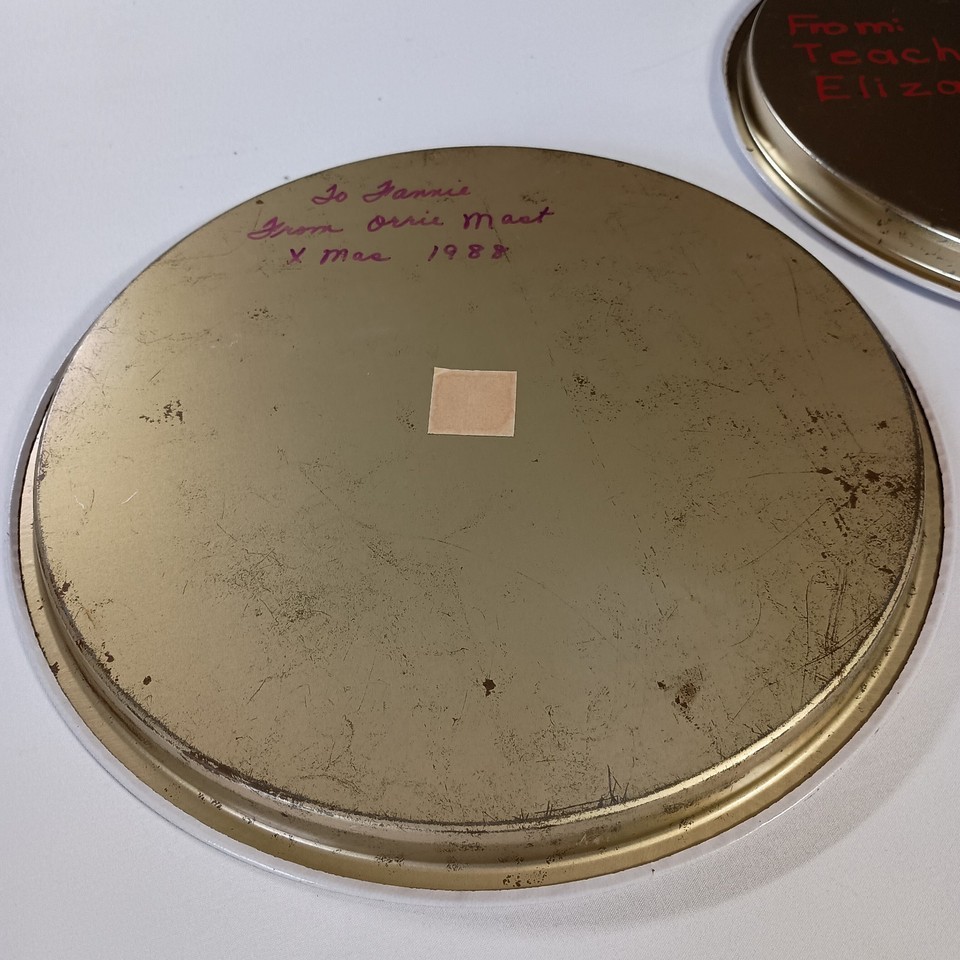 To Fannie
From Orrie Mast
X Mas 1988
From:
Teach
Eliza